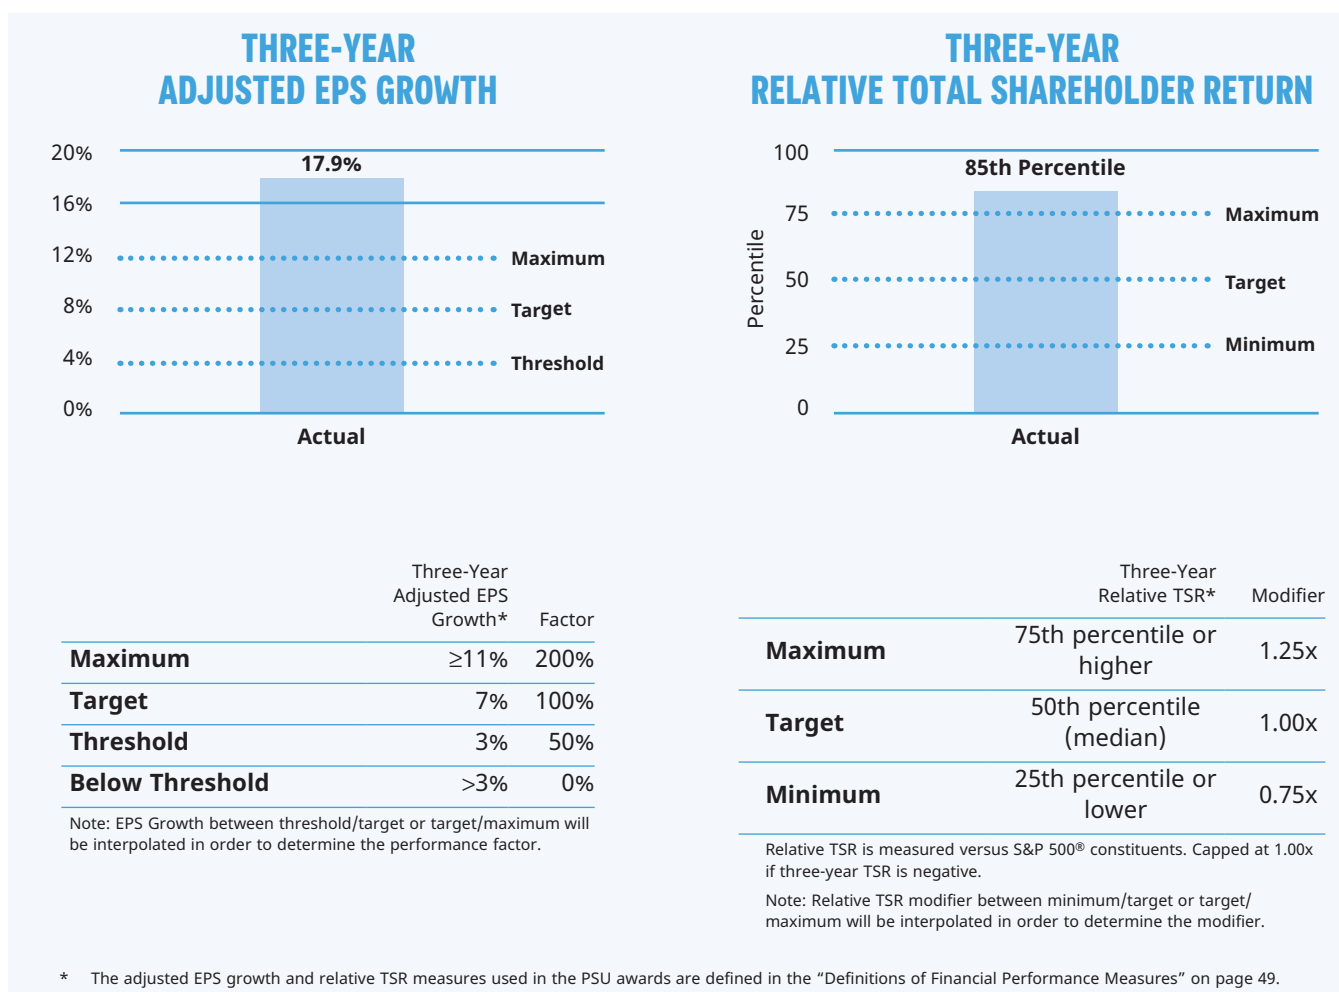 THREE-YEAR
ADJUSTED EPS GROWTH
20%
17.9%
16%
12%
Maximum
8%
Target
4%
Threshold
0%
Actual
THREE-YEAR
RELATIVE TOTAL SHAREHOLDER RETURN
Percentile
100
85th Percentile
75
Maximum
50
Target
25
Minimum
0
Actual
Three-Year
Adjusted EPS
Growth* Factor
Maximum ≥11% 200%
Target 7% 100%
Threshold 3% 50%
Below Threshold >3% 0%
Note: EPS Growth between threshold/target or target/maximum will
be interpolated in order to determine the performance factor.
Three-Year
Relative TSR* Modifier
75th percentile or
Maximum 1.25x
higher
50th percentile
Target 1.00x
(median)
25th percentile or
Minimum 0.75x
lower
Relative TSR is measured versus S&P 500® constituents. Capped at 1.00x
if three-year TSR is negative.
Note: Relative TSR modifier between minimum/target or target/
maximum will be interpolated in order to determine the modifier.
* The adjusted EPS growth and relative TSR measures used in the PSU awards are defined in the “Definitions of Financial Performance Measures” on page 49.